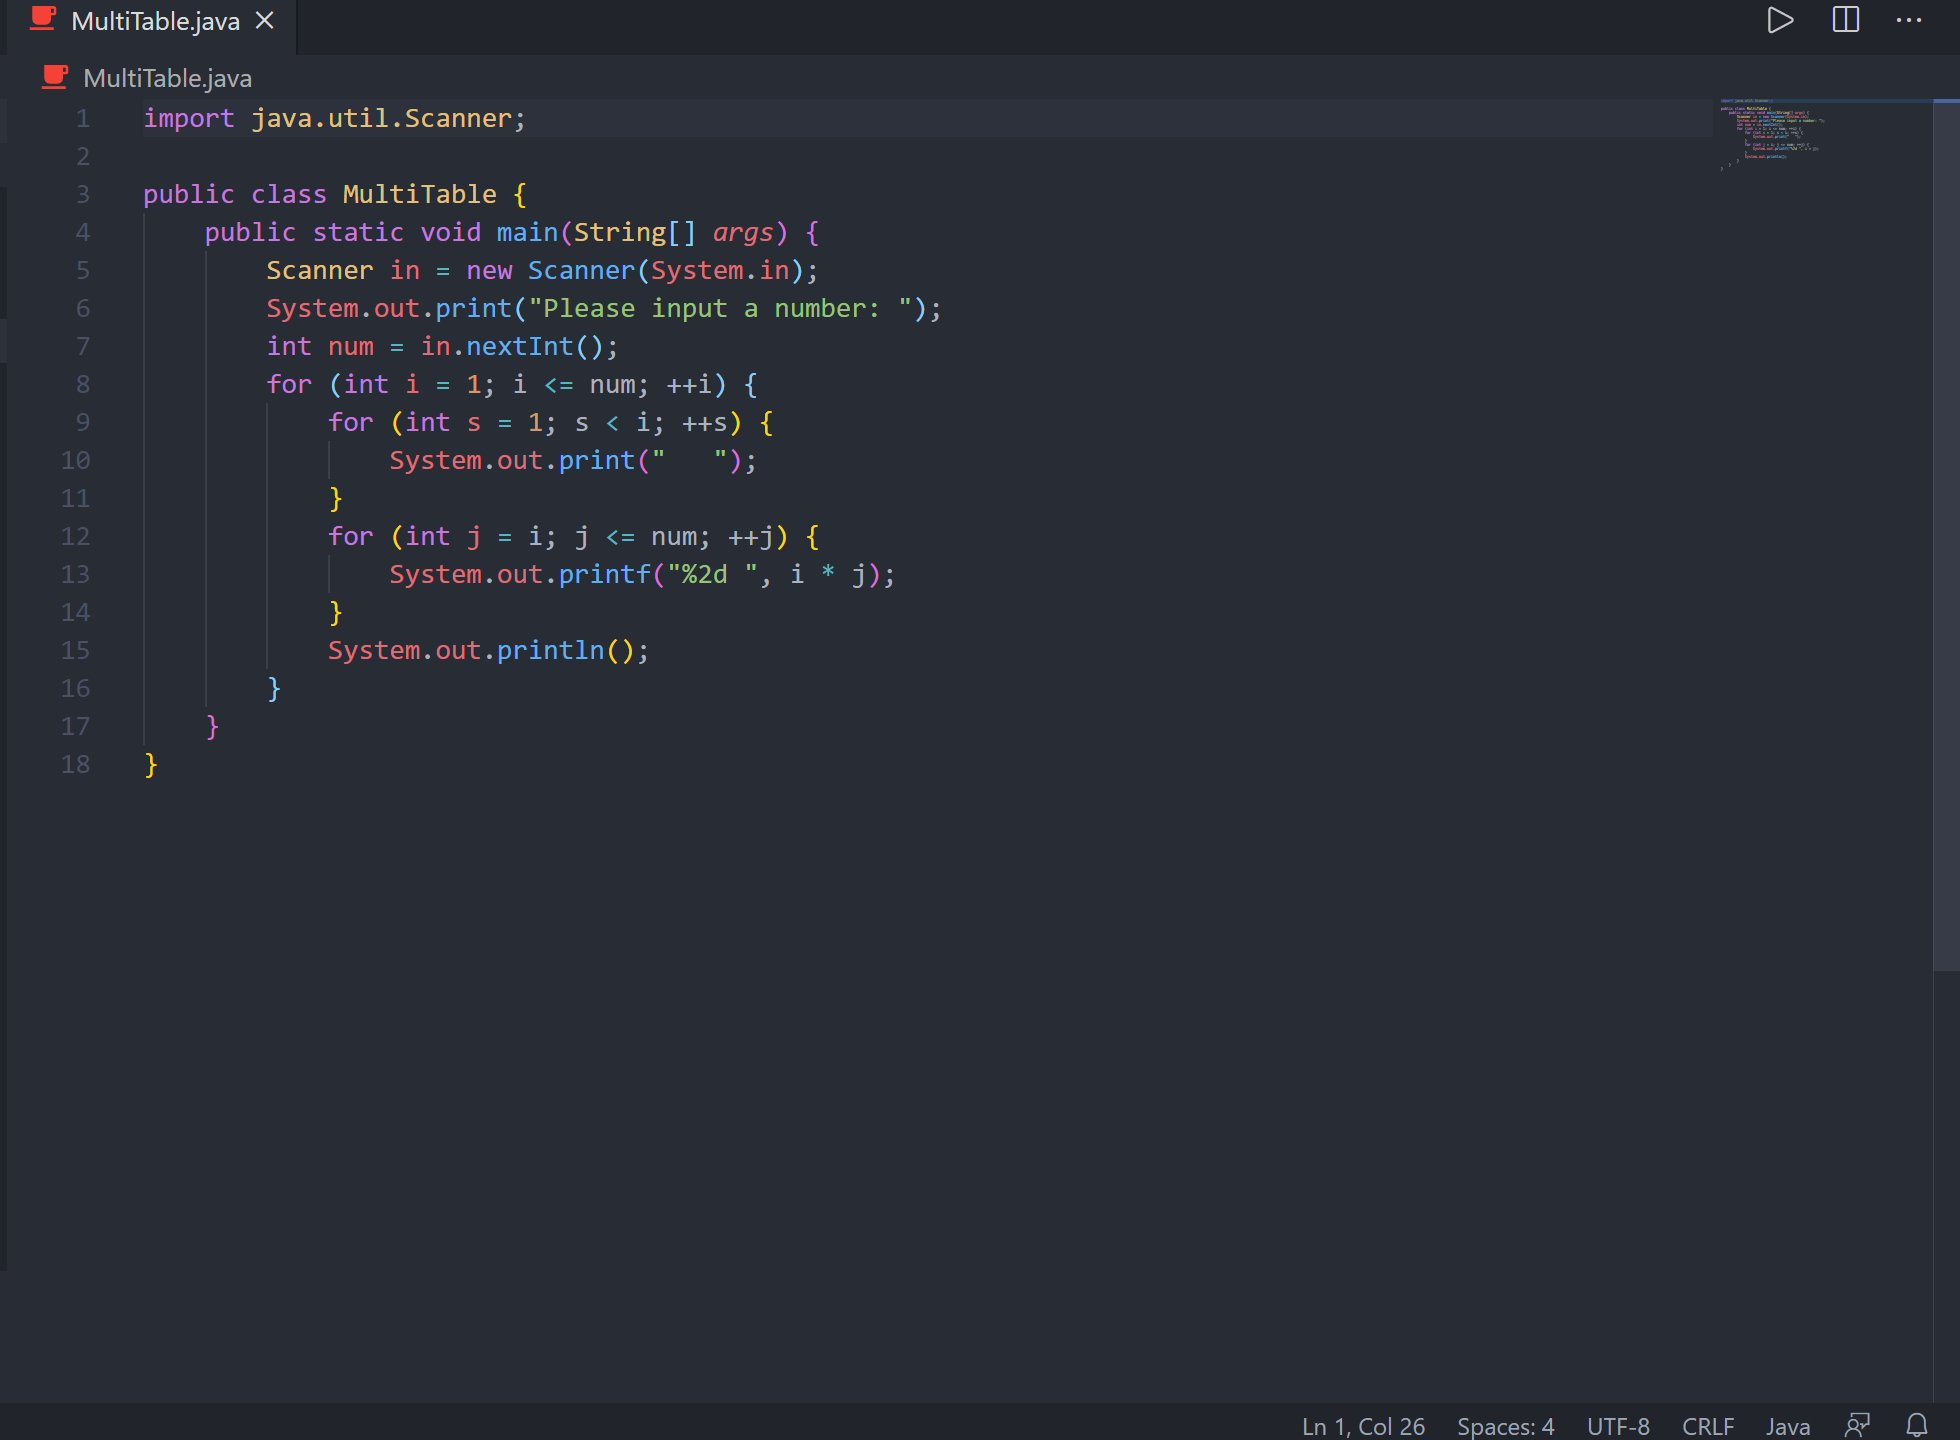 MultiTable.java
MultiTable.java
1 import java.util.Scanner;
2
3 public class MultiTable {
4     public static void main(String[] args) {
5         Scanner in = new Scanner(System.in);
6         System.out.print("Please input a number: ");
7         int num = in.nextInt();
8         for (int i = 1; i <= num; ++i) {
9             for (int s = 1; s < i; ++s) {
10                 System.out.print("   ");
11             }
12             for (int j = i; j <= num; ++j) {
13                 System.out.printf("%2d ", i * j);
14             }
15             System.out.println();
16         }
17     }
18 }
Ln 1, Col 26 Spaces: 4 UTF-8 CRLF Java